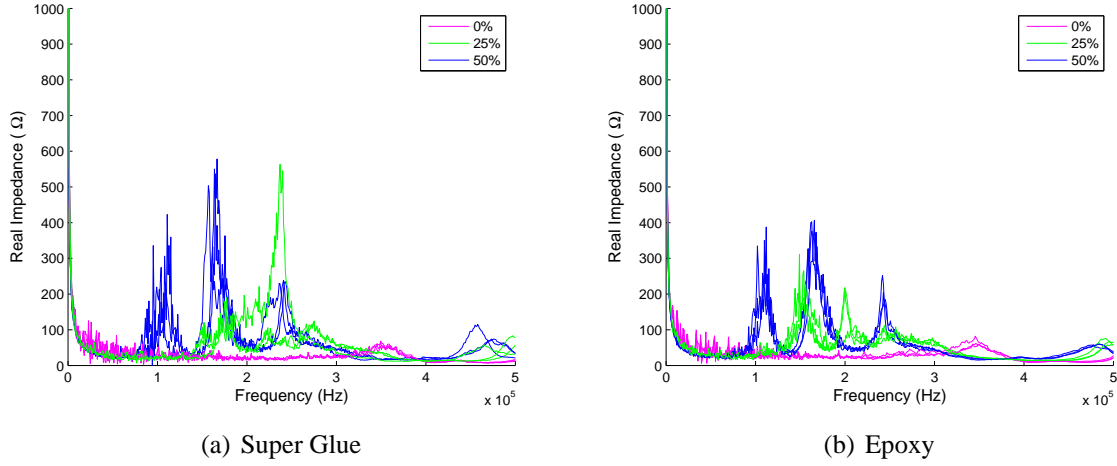 1000
900
800
700
600
500
400
300
200
100
0
Real Impedance ( Ω)
0 1 2 3 4 5
x 10^5
Frequency (Hz)
0%
25%
50%
(a) Super Glue
1000
900
800
700
600
500
400
300
200
100
0
Real Impedance ( Ω)
0 1 2 3 4 5
x 10^5
Frequency (Hz)
0%
25%
50%
(b) Epoxy